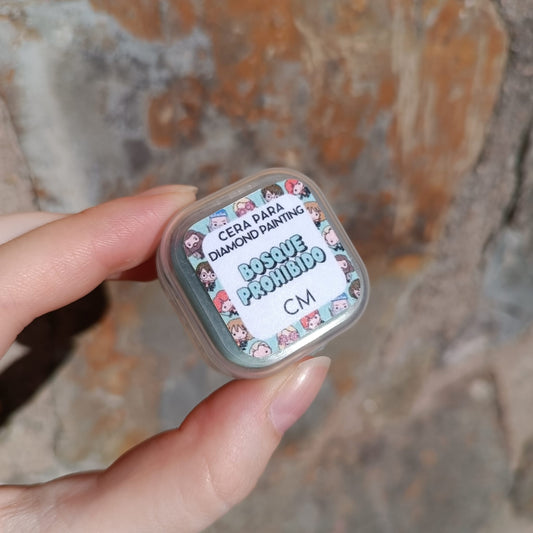 CERA PARA
DIAMOND PAINTING
BOSQUE
PROHIBIDO
CM